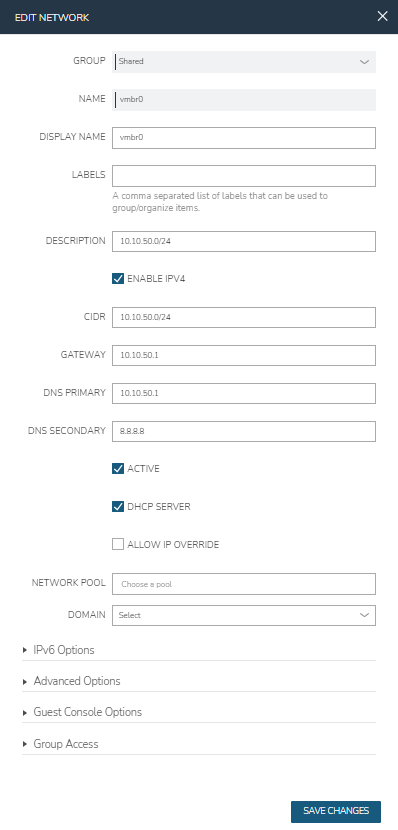 EDIT NETWORK
GROUP Shared
NAME vmbr0
DISPLAY NAME vmbr0
LABELS
A comma separated list of labels that can be used to
group/organize items.
DESCRIPTION 10.10.50.0/24
ENABLE IPV4
CIDR 10.10.50.0/24
GATEWAY 10.10.50.1
DNS PRIMARY 10.10.50.1
DNS SECONDARY 8.8.8.8
ACTIVE
DHCP SERVER
ALLOW IP OVERRIDE
NETWORK POOL Choose a pool
DOMAIN Select
IPv6 Options
Advanced Options
Guest Console Options
Group Access
SAVE CHANGES